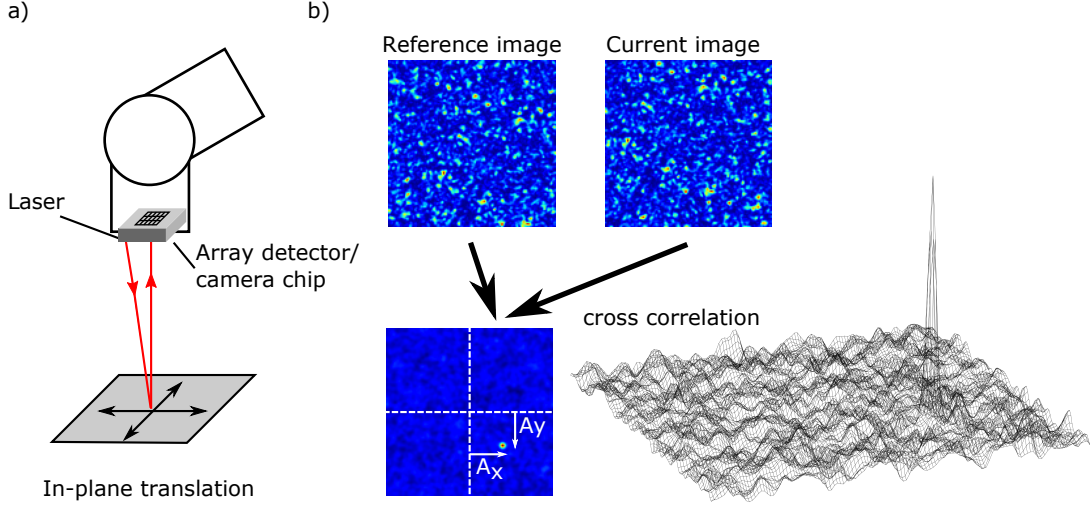 a)
Laser
Array detector/
camera chip
In-plane translation
b)
Reference image
Current image
cross correlation
Ay
Ax